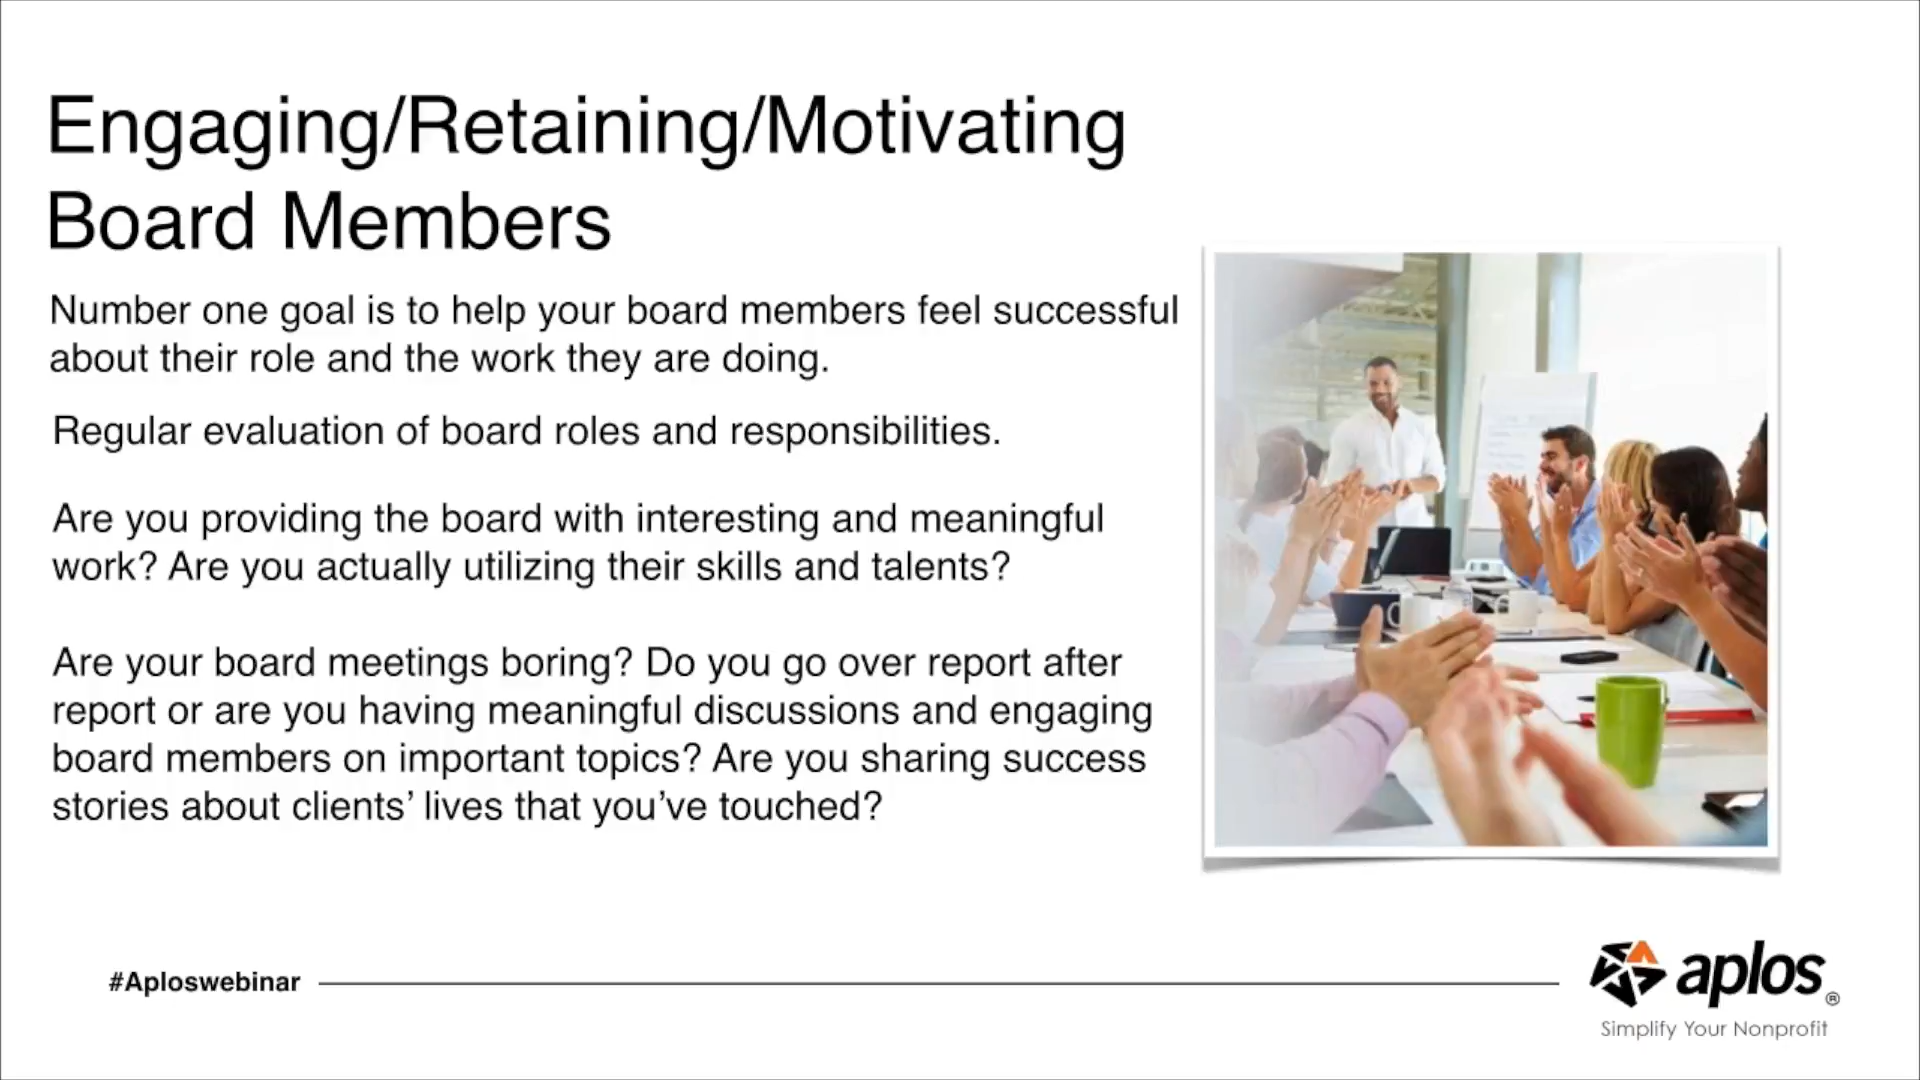 Engaging/Retaining/Motivating
Board Members
Number one goal is to help your board members feel successful
about their role and the work they are doing.
Regular evaluation of board roles and responsibilities.
Are you providing the board with interesting and meaningful
work? Are you actually utilizing their skills and talents?
Are your board meetings boring? Do you go over report after
report or are you having meaningful discussions and engaging
board members on important topics? Are you sharing success
stories about clients’ lives that you’ve touched?
#Aploswebinar
aplos®
Simplify Your Nonprofit